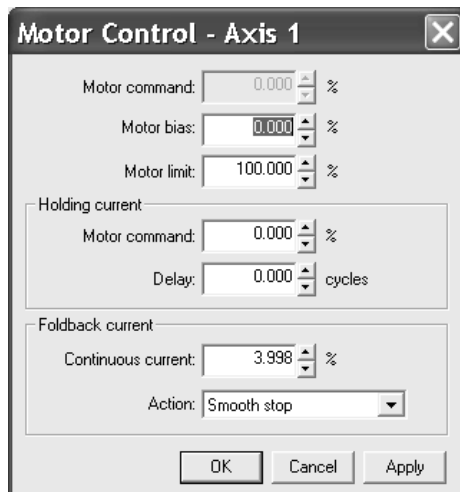 Motor Control - Axis 1
Motor command: 0.000 %
Motor bias: 0.000 %
Motor limit: 100.000 %
Holding current
Motor command: 0.000 %
Delay: 0.000 cycles
Foldback current
Continuous current: 3.998 %
Action: Smooth stop
OK Cancel Apply